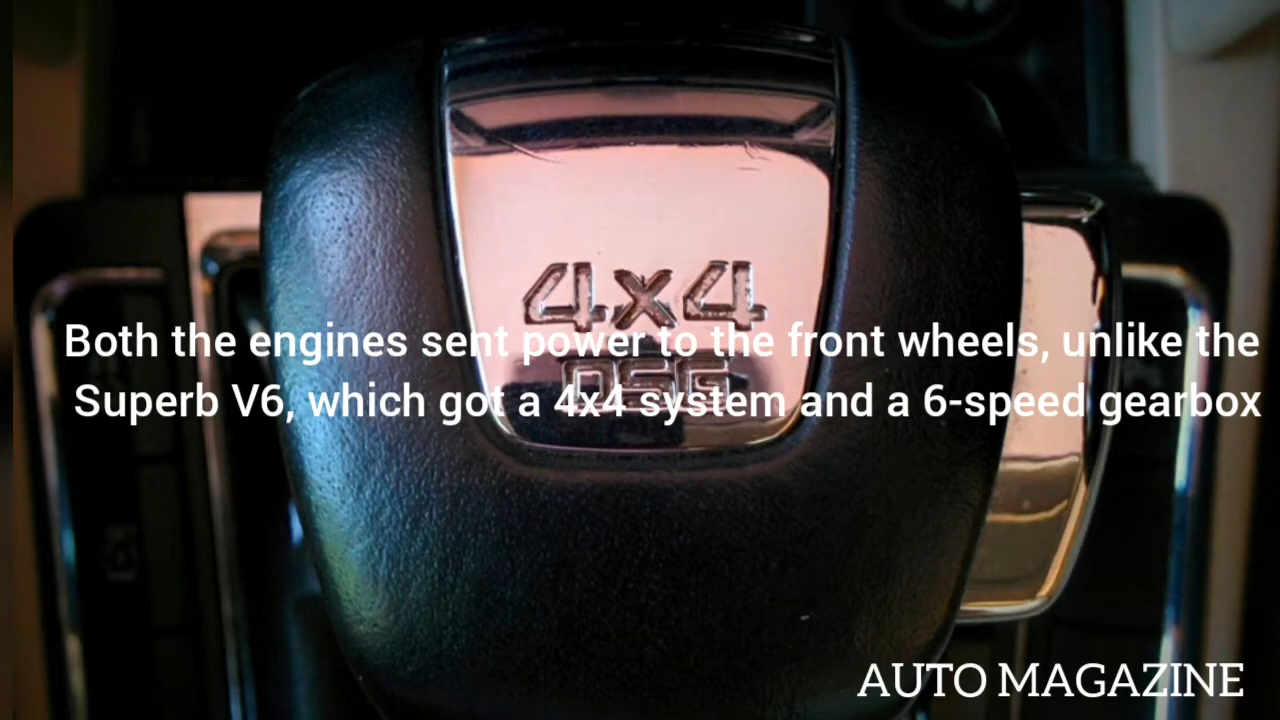 4x4
DSG
Both the engines sent power to the front wheels, unlike the
Superb V6, which got a 4x4 system and a 6-speed gearbox
AUTO MAGAZINE